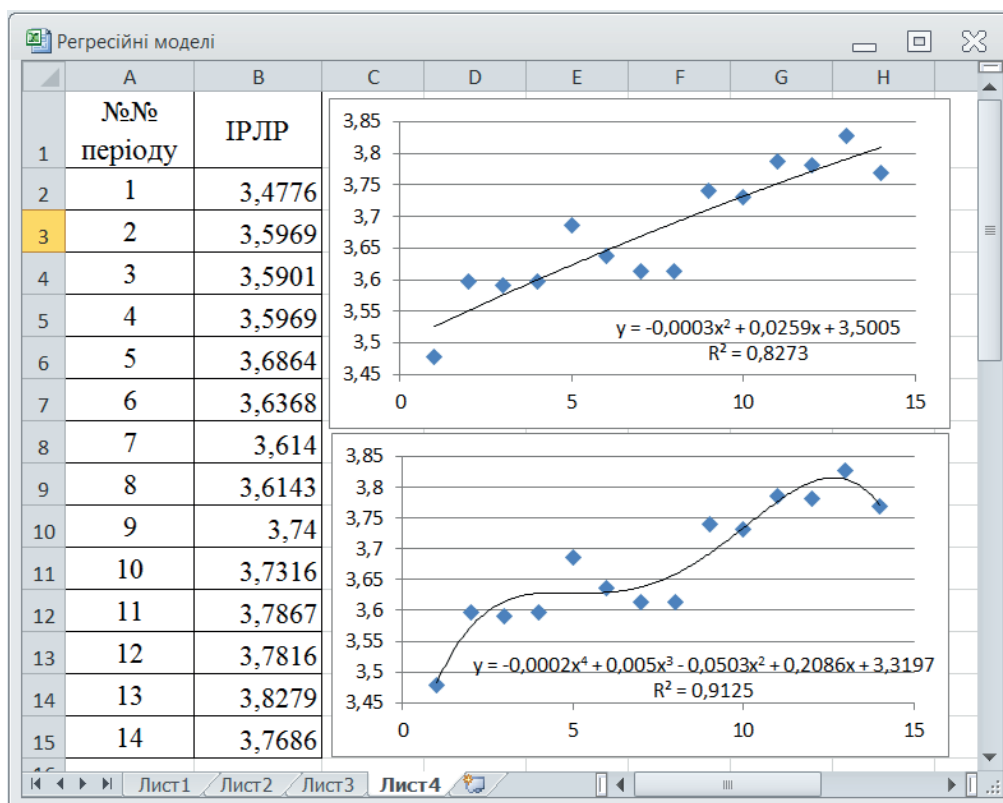 Регресійні моделі
A B C D E F G H
1 №№ періоду ІРЛР
2 1 3,4776
3 2 3,5969
4 3 3,5901
5 4 3,5969
6 5 3,6864
7 6 3,6368
8 7 3,614
9 8 3,6143
10 9 3,74
11 10 3,7316
12 11 3,7867
13 12 3,7816
14 13 3,8279
15 14 3,7686
3,85
3,8
3,75
3,7
3,65
3,6
3,55
3,5
3,45
0 5 10 15
y = -0,0003x² + 0,0259x + 3,5005
R² = 0,8273
3,85
3,8
3,75
3,7
3,65
3,6
3,55
3,5
3,45
0 5 10 15
y = -0,0002x⁴ + 0,005x³ - 0,0503x² + 0,2086x + 3,3197
R² = 0,9125
Лист1 Лист2 Лист3 Лист4